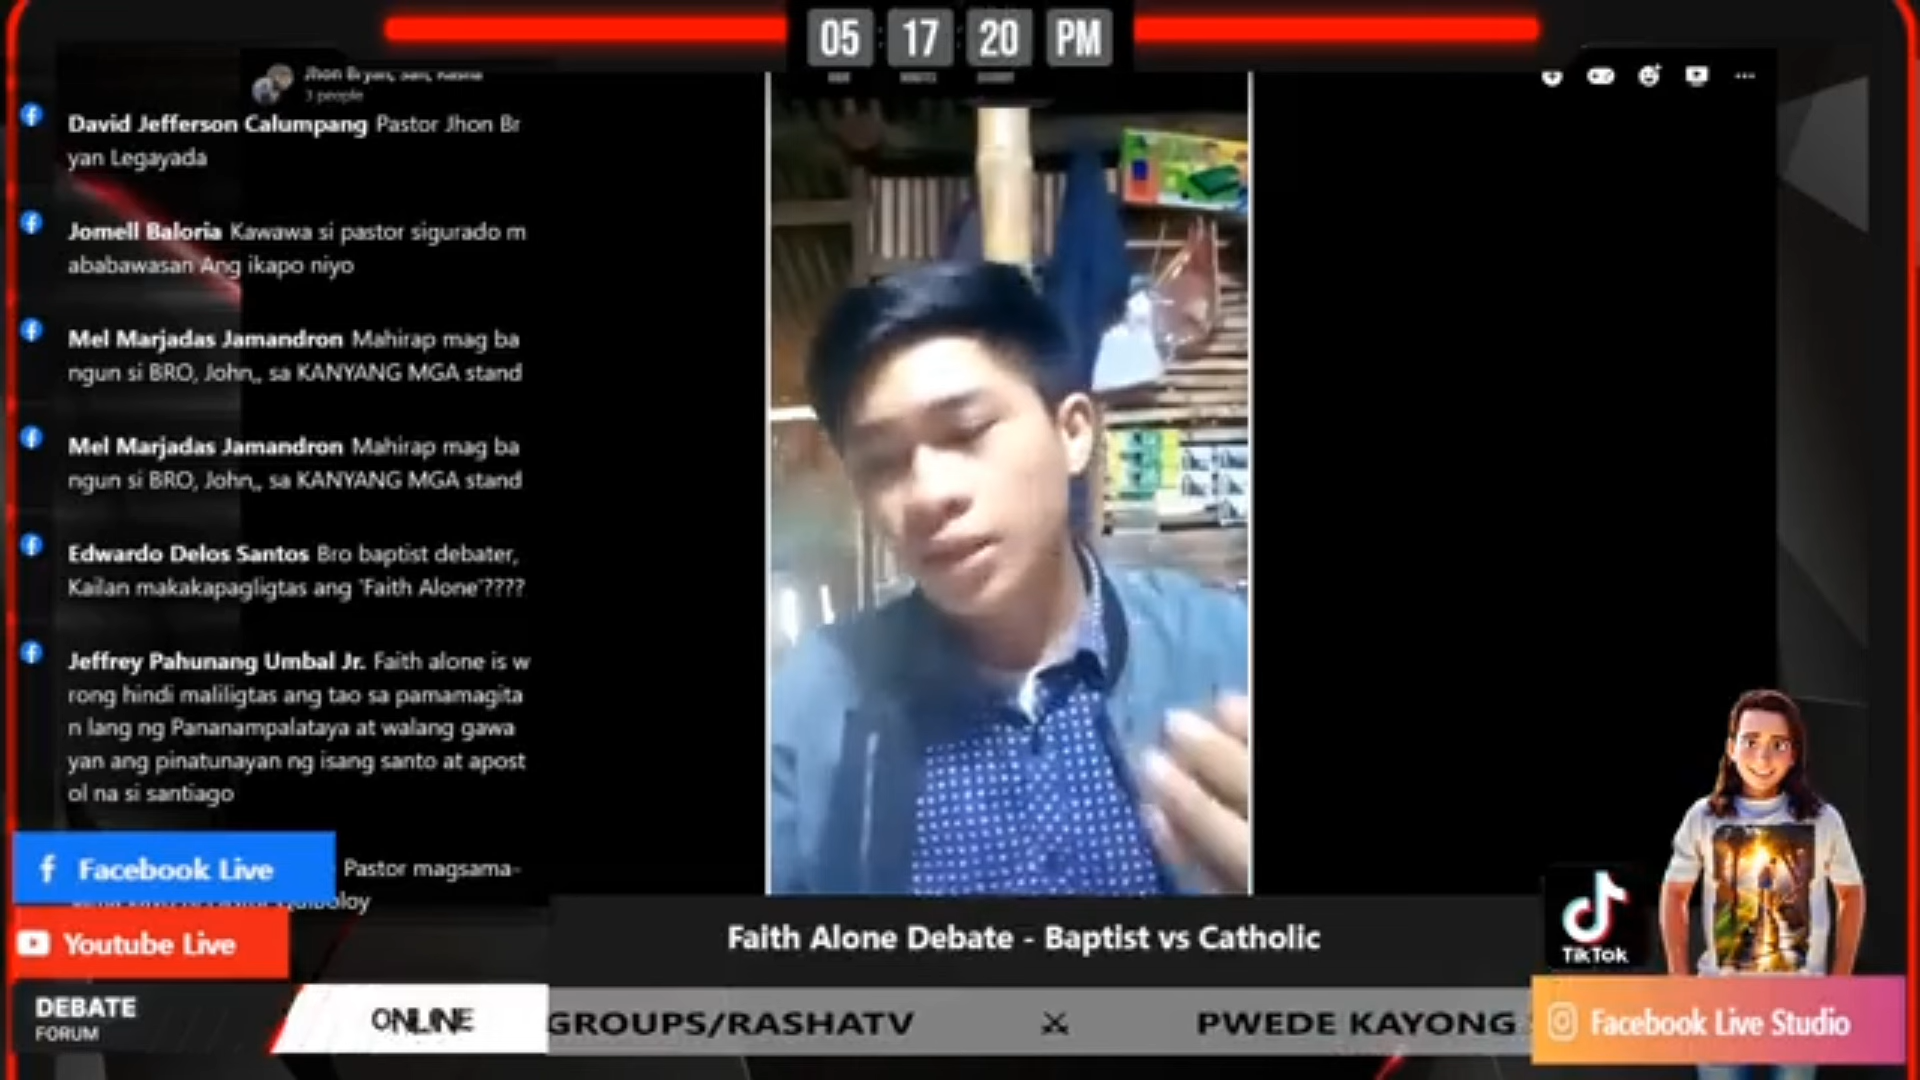 05 17 20 PM
3 people
David Jefferson Calumpang Pastor Jhon Br
yan Legayada
Jomell Baloria Kawawa si pastor sigurado m
ababawasan Ang ikapo niyo
Mel Marjadas Jamandron Mahirap mag ba
ngun si BRO, John,, sa KANYANG MGA stand
Mel Marjadas Jamandron Mahirap mag ba
ngun si BRO, John,, sa KANYANG MGA stand
Edwardo Delos Santos Bro baptist debater,
Kailan makakapagligtas ang "Faith Alone"????
Jeffrey Pahunang Umbal Jr. Faith alone is w
rong hindi maliligtas ang tao sa pamamagita
n lang ng Pananampalataya at walang gawa
yan ang pinatunayan ng isang santo at apost
ol na si santiago
Pastor magsama-
Facebook Live
Youtube Live
Faith Alone Debate - Baptist vs Catholic
TikTok
DEBATE
FORUM
ONLINE
GROUPS/RASHATV
PWEDE KAYONG
Facebook Live Studio